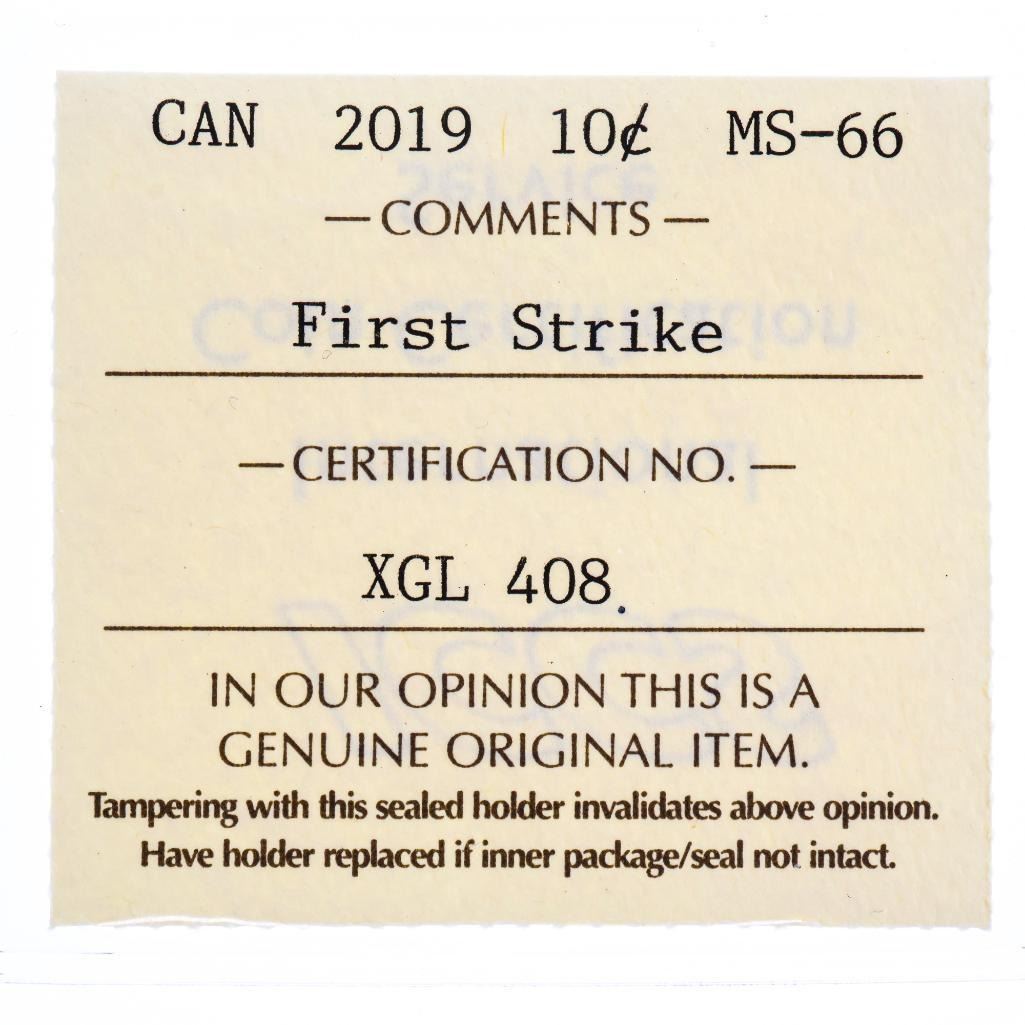 CAN 2019 10¢ MS-66
— COMMENTS —
First Strike
— CERTIFICATION NO. —
XGL 408
IN OUR OPINION THIS IS A
GENUINE ORIGINAL ITEM.
Tampering with this sealed holder invalidates above opinion.
Have holder replaced if inner package/seal not intact.